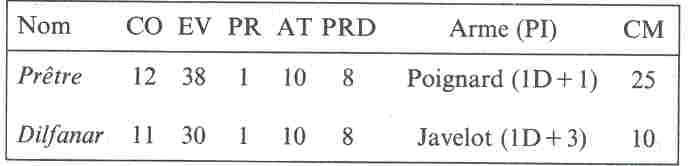 Nom CO EV PR AT PRD Arme (PI) CM
Prêtre 12 38 1 10 8 Poignard (1D+1) 25
Dilfanar 11 30 1 10 8 Javelot (1D+3) 10